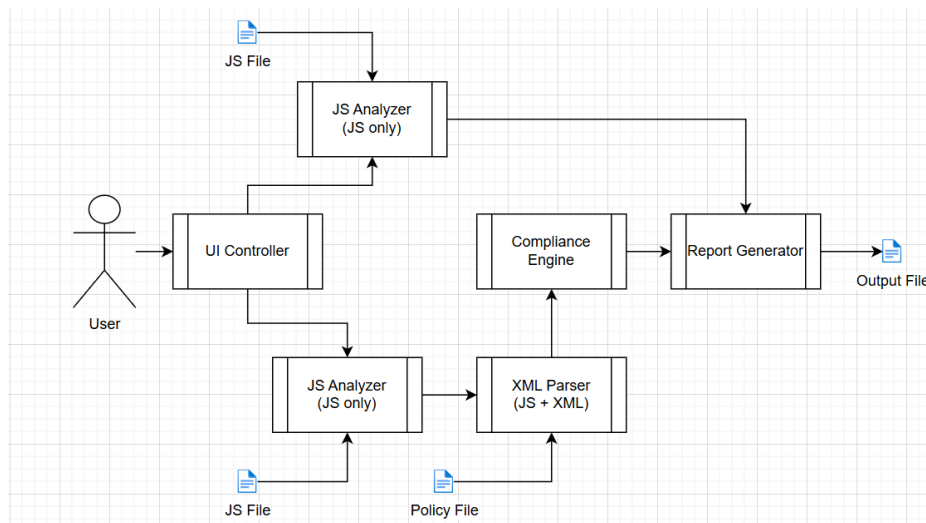 JS File
JS Analyzer
(JS only)
User
UI Controller
Compliance
Engine
Report Generator
Output File
JS Analyzer
(JS only)
XML Parser
(JS + XML)
JS File
Policy File